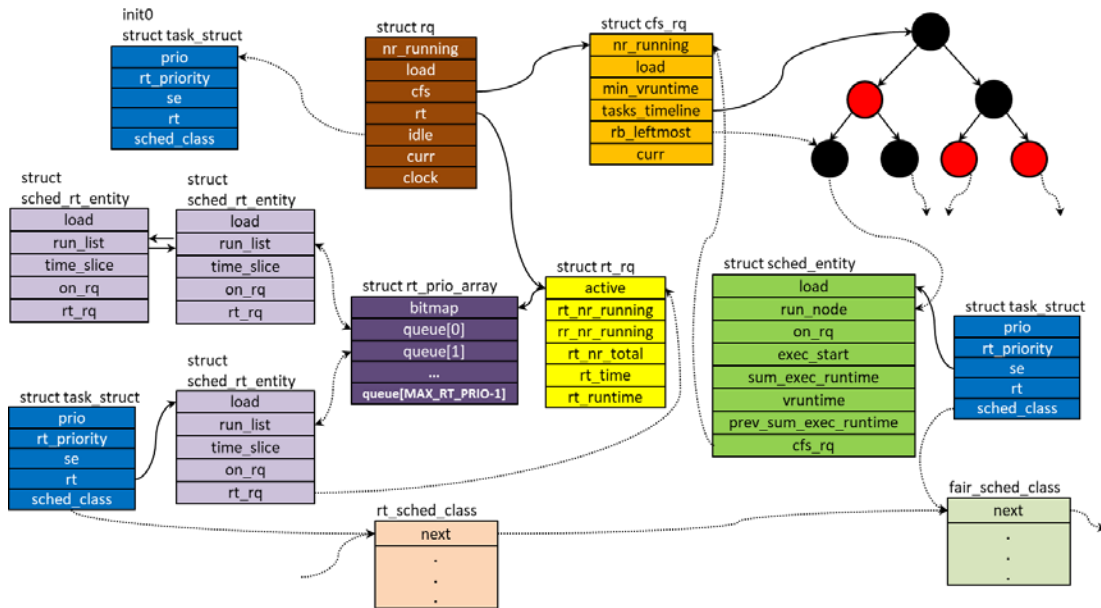 init0
struct task_struct
prio
rt_priority
se
rt
sched_class
struct rq
nr_running
load
cfs
rt
idle
curr
clock
struct cfs_rq
nr_running
load
min_vruntime
tasks_timeline
rb_leftmost
curr
struct
sched_rt_entity
load
run_list
time_slice
on_rq
rt_rq
struct
sched_rt_entity
load
run_list
time_slice
on_rq
rt_rq
struct rt_prio_array
bitmap
queue[0]
queue[1]
...
queue[MAX_RT_PRIO-1]
struct rt_rq
active
rt_nr_running
rr_nr_running
rt_nr_total
rt_time
rt_runtime
struct sched_entity
load
run_node
on_rq
exec_start
sum_exec_runtime
vruntime
prev_sum_exec_runtime
cfs_rq
struct task_struct
prio
rt_priority
se
rt
sched_class
struct task_struct
prio
rt_priority
se
rt
sched_class
struct
sched_rt_entity
load
run_list
time_slice
on_rq
rt_rq
rt_sched_class
next
.
.
.
fair_sched_class
next
.
.
.